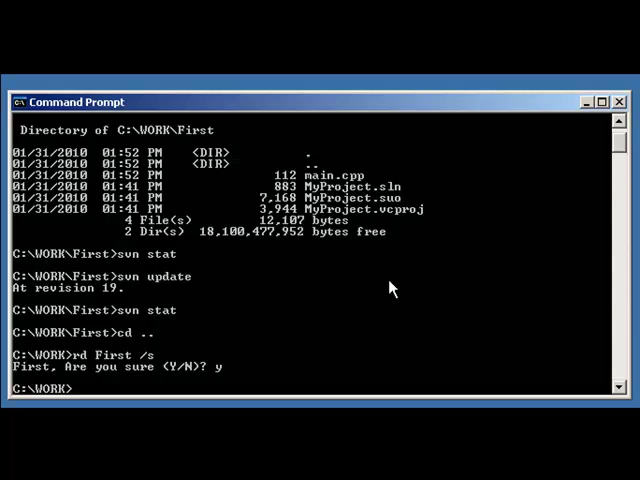 Command Prompt
Directory of C:\WORK\First
01/31/2010 01:52 PM <DIR> .
01/31/2010 01:52 PM <DIR> ..
01/31/2010 01:52 PM 112 main.cpp
01/31/2010 01:41 PM 883 MyProject.sln
01/31/2010 01:41 PM 7,168 MyProject.suo
01/31/2010 01:41 PM 3,944 MyProject.vcproj
4 File(s) 12,107 bytes
2 Dir(s) 18,100,477,952 bytes free
C:\WORK\First>svn stat
C:\WORK\First>svn update
At revision 19.
C:\WORK\First>svn stat
C:\WORK\First>cd ..
C:\WORK>rd First /s
First, Are you sure (Y/N)? y
C:\WORK>